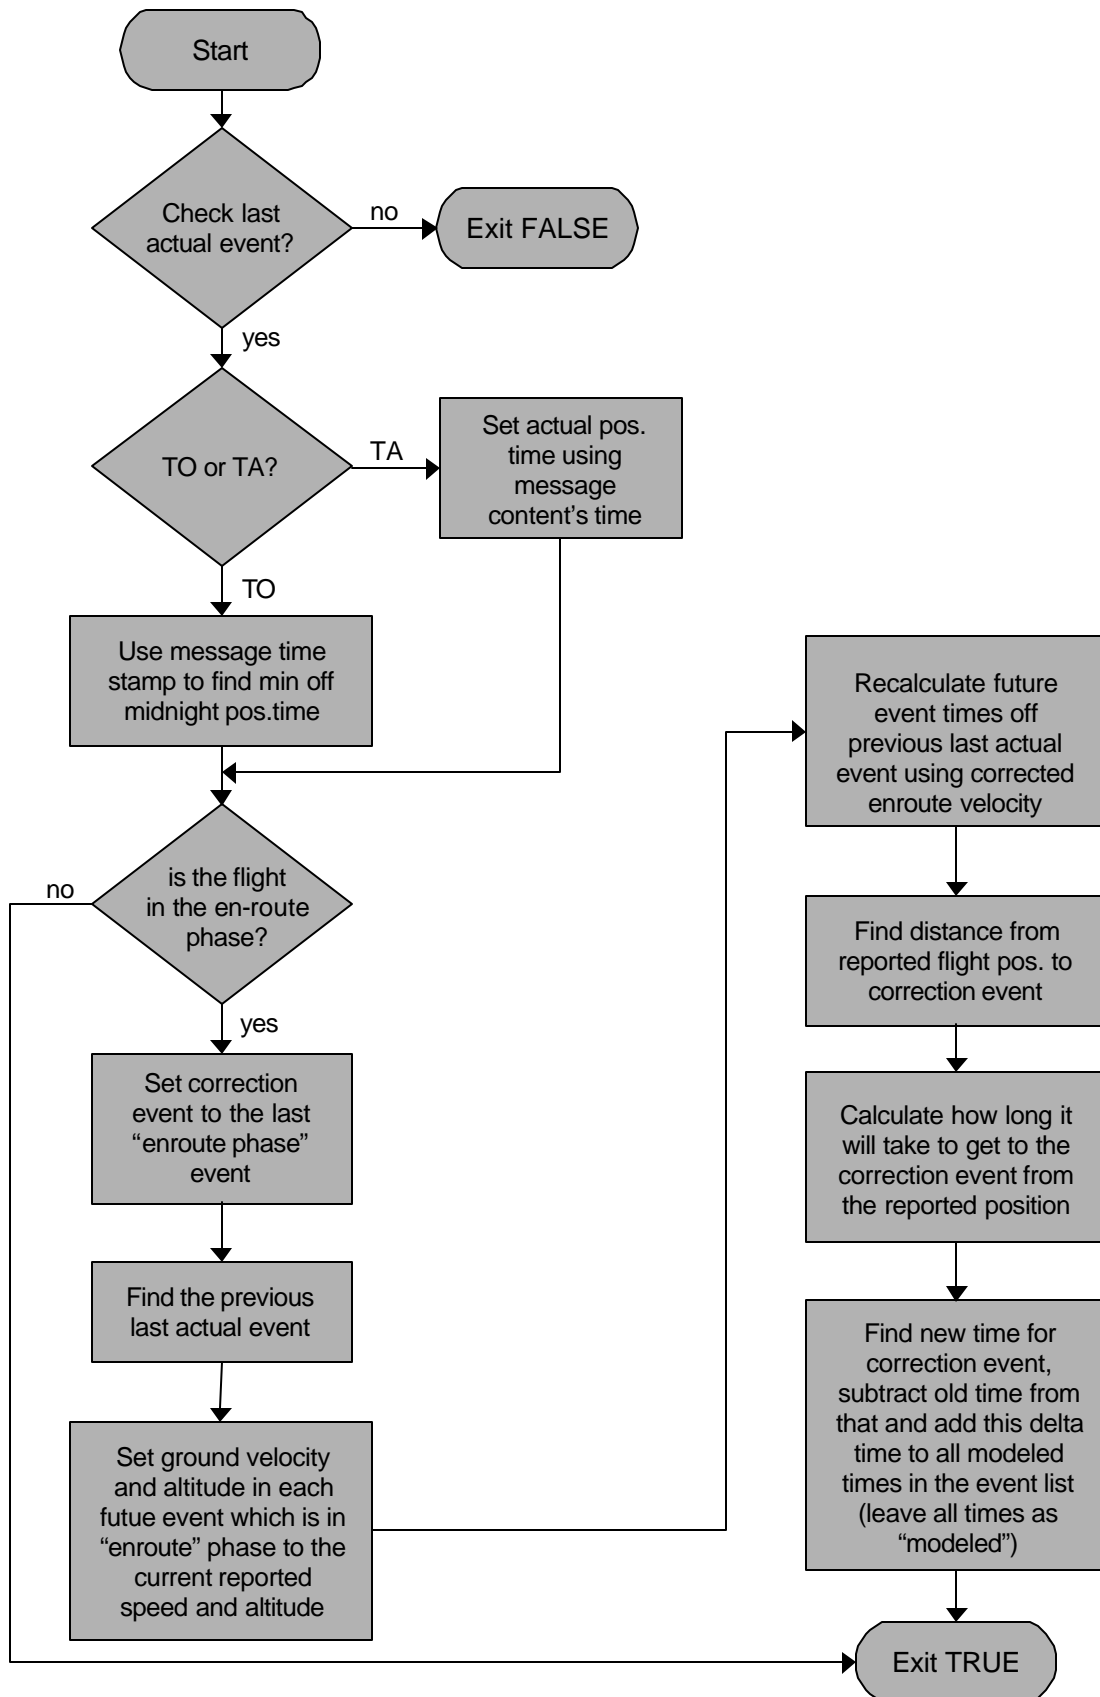 Start
Check last
actual event?
no
Exit FALSE
yes
TO or TA?
TA
Set actual pos.
time using
message
content's time
TO
Use message time
stamp to find min off
midnight pos.time
is the flight
in the en-route
phase?
no
yes
Set correction
event to the last
“enroute phase”
event
Find the previous
last actual event
Set ground velocity
and altitude in each
futue event which is in
“enroute” phase to the
current reported
speed and altitude
Recalculate future
event times off
previous last actual
event using corrected
enroute velocity
Find distance from
reported flight pos. to
correction event
Calculate how long it
will take to get to the
correction event from
the reported position
Find new time for
correction event,
subtract old time from
that and add this delta
time to all modeled
times in the event list
(leave all times as
“modeled”)
Exit TRUE